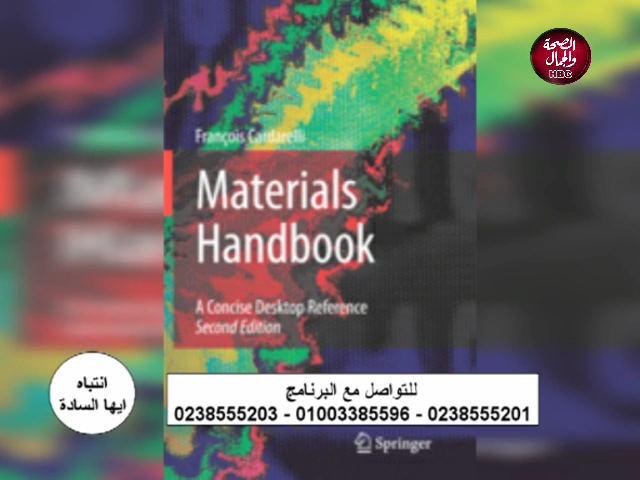 الصحة
والجمال
HBC
François Cardarelli
Materials
Handbook
A Concise Desktop Reference
Second Edition
انتباه
ايها السادة
للتواصل مع البرنامج
0238555203 - 01003385596 - 0238555201
Springer